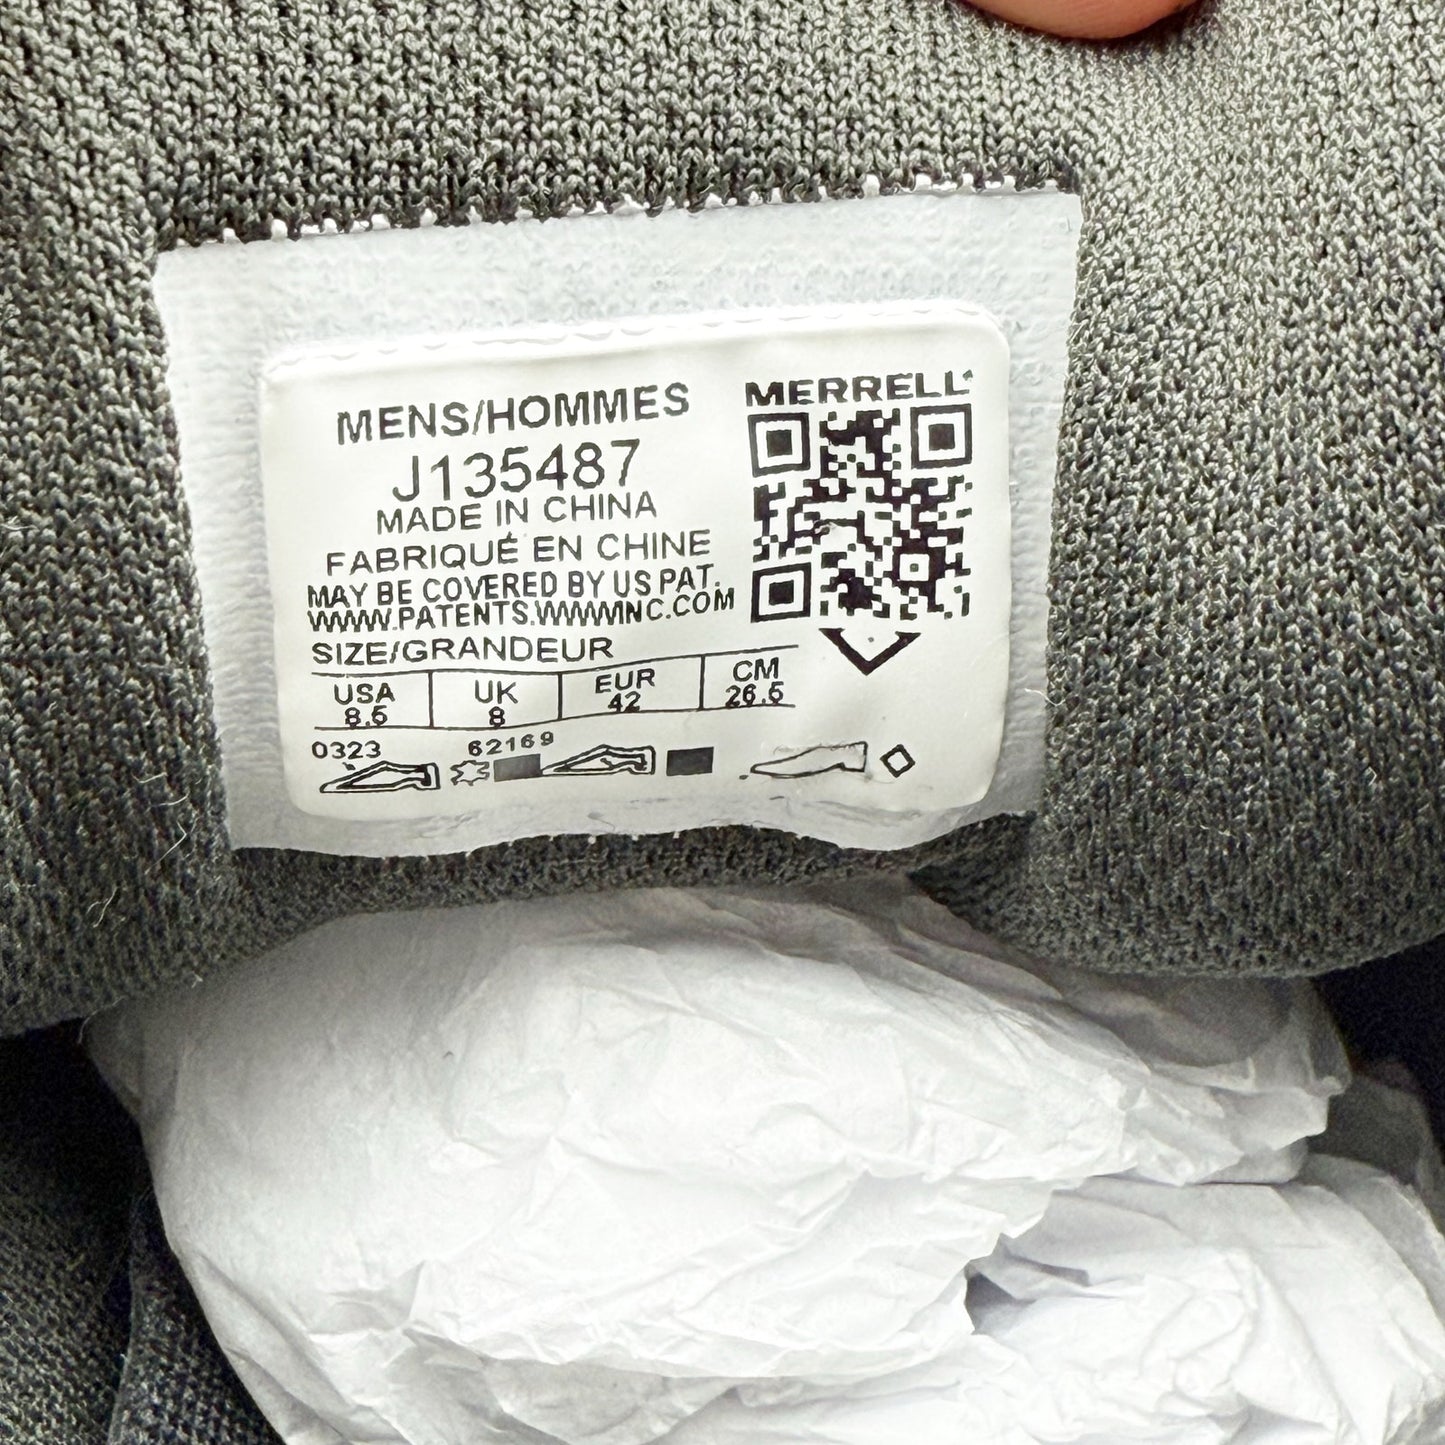 MENS/HOMMES
J135487
MADE IN CHINA
FABRIQUÉ EN CHINE
MAY BE COVERED BY US PAT.
WWW.PATENTS.WWWINC.COM
SIZE/GRANDEUR
USA UK EUR CM
8.5 8 42 26.5
0323 62169
MERRELL